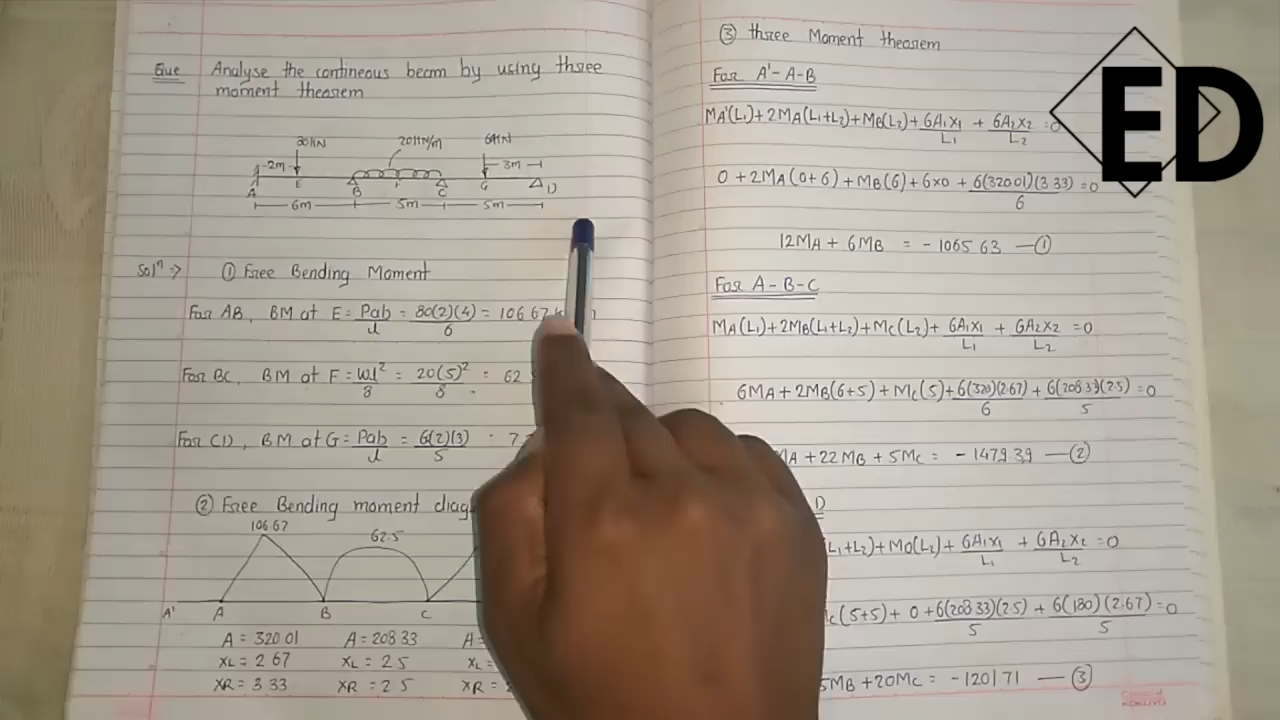 Que Analyse the contineous beam by using three
moment theorem
80KN 20KN/m 6KN
2m 3m
A E B F C G D
6m 5m 5m
Solⁿ => ① Free Bending Moment
For AB, BM at E = Pab/l = 80(2)(4)/6 = 106.67
For BC, BM at F = wl²/8 = 20(5)²/8 = 62
For CD, BM at G = Pab/l = 6(2)(3)/5 = 7.
② Free Bending moment
106.67 62.5
A' A B C
A = 320.01 A = 208.33 A =
XL = 2.67 XL = 2.5 XL =
XR = 3.33 XR = 2.5 XR =
③ three Moment theorem
For A'-A-B
MA'(L1) + 2MA(L1+L2) + MB(L2) + 6A1X1/L1 + 6A2X2/L2 = 0
0 + 2MA(0+6) + MB(6) + 6x0 + 6(320.01)(3.33)/6 = 0
12MA + 6MB = -1065.63 — ①
For A-B-C
MA(L1) + 2MB(L1+L2) + MC(L2) + 6A1X1/L1 + 6A2X2/L2 = 0
6MA + 2MB(6+5) + MC(5) + 6(320)(2.67)/6 + 6(208.33)(2.5)/5 = 0
MA + 22MB + 5MC = -1479.39 — ②
D
(L1+L2) + MD(L2) + 6A1X1/L1 + 6A2X2/L2 = 0
C(5+5) + 0 + 6(208.33)(2.5)/5 + 6(180)(2.67)/5 = 0
5MB + 20MC = -1201.71 — ③
ED